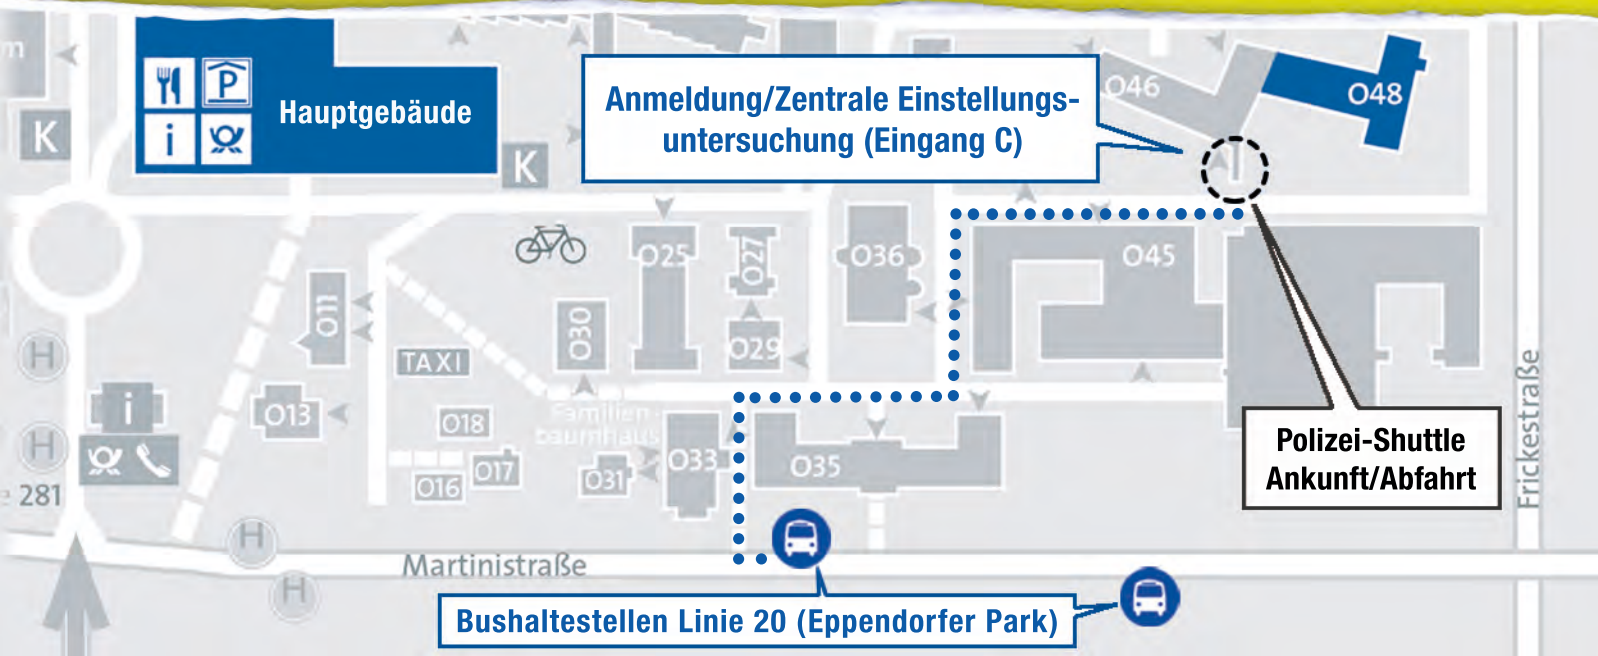 m
P
i
Hauptgebäude
K
K
Anmeldung/Zentrale Einstellungs-
untersuchung (Eingang C)
O46
O48
O25
O27
O36
O45
O11
O30
O29
TAXI
H
i
O13
O18
Familien-
baumhaus
O33
O35
O17
O16
O31
H
281
H
H
Martinistraße
Polizei-Shuttle
Ankunft/Abfahrt
Frickestraße
Bushaltestellen Linie 20 (Eppendorfer Park)